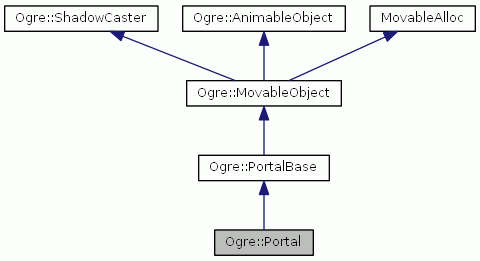 Ogre::ShadowCaster
Ogre::AnimableObject
MovableAlloc
Ogre::MovableObject
Ogre::PortalBase
Ogre::Portal